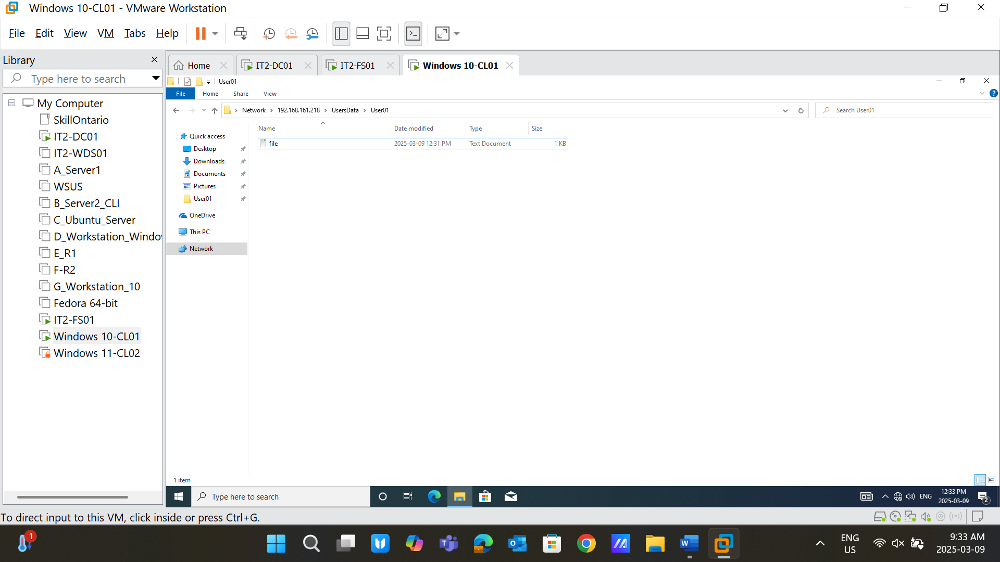 Windows 10-CL01 - VMware Workstation
File Edit View VM Tabs Help
Library
Type here to search
My Computer
SkillOntario
IT2-DC01
IT2-WDS01
A_Server1
WSUS
B_Server2_CLI
C_Ubuntu_Server
D_Workstation_Window
E_R1
F-R2
G_Workstation_10
Fedora 64-bit
IT2-FS01
Windows 10-CL01
Windows 11-CL02
Home IT2-DC01 IT2-FS01 Windows 10-CL01
User01
File Home Share View
Network 192.168.161.218 UsersData User01
Search User01
Quick access
Desktop
Downloads
Documents
Pictures
User01
OneDrive
This PC
Network
Name Date modified Type Size
file 2025-03-09 12:31 PM Text Document 1 KB
1 item
Type here to search
ENG
12:33 PM
2025-03-09
2
To direct input to this VM, click inside or press Ctrl+G.
1
ENG
US
9:33 AM
2025-03-09